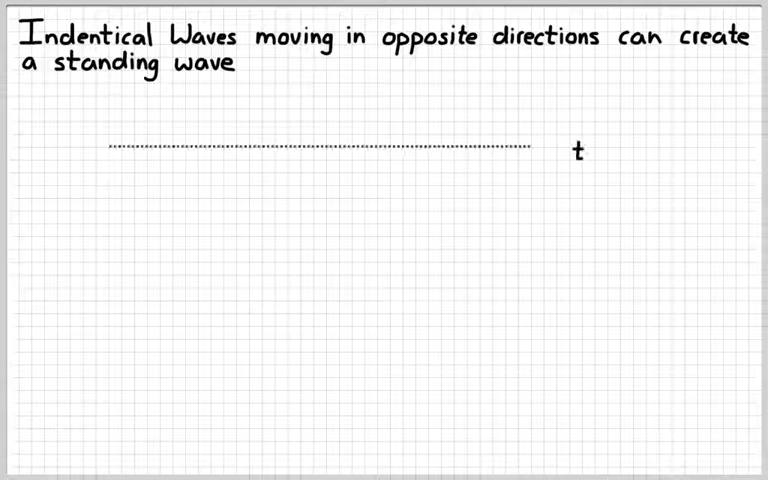 Indentical Waves moving in opposite directions can create
a standing wave
t